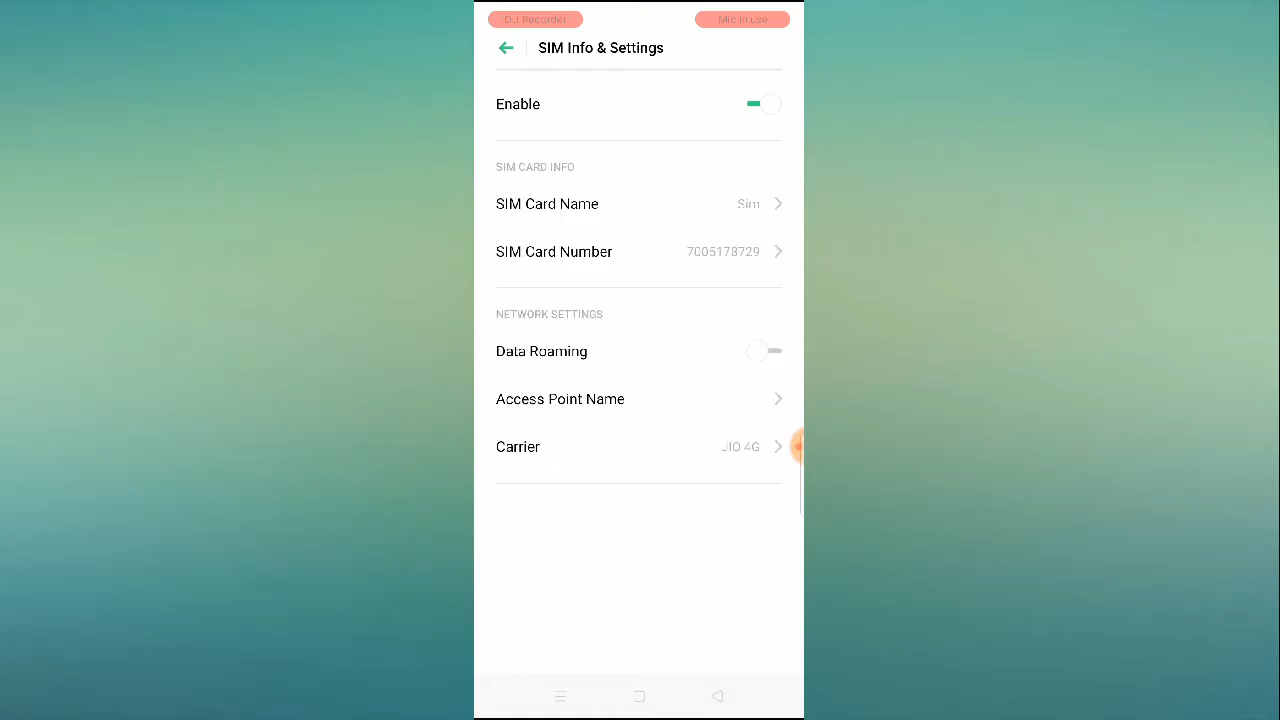 DU Recorder
Mic in use
SIM Info & Settings
Enable
SIM CARD INFO
SIM Card Name Sim
SIM Card Number 7005178729
NETWORK SETTINGS
Data Roaming
Access Point Name
Carrier JIO 4G